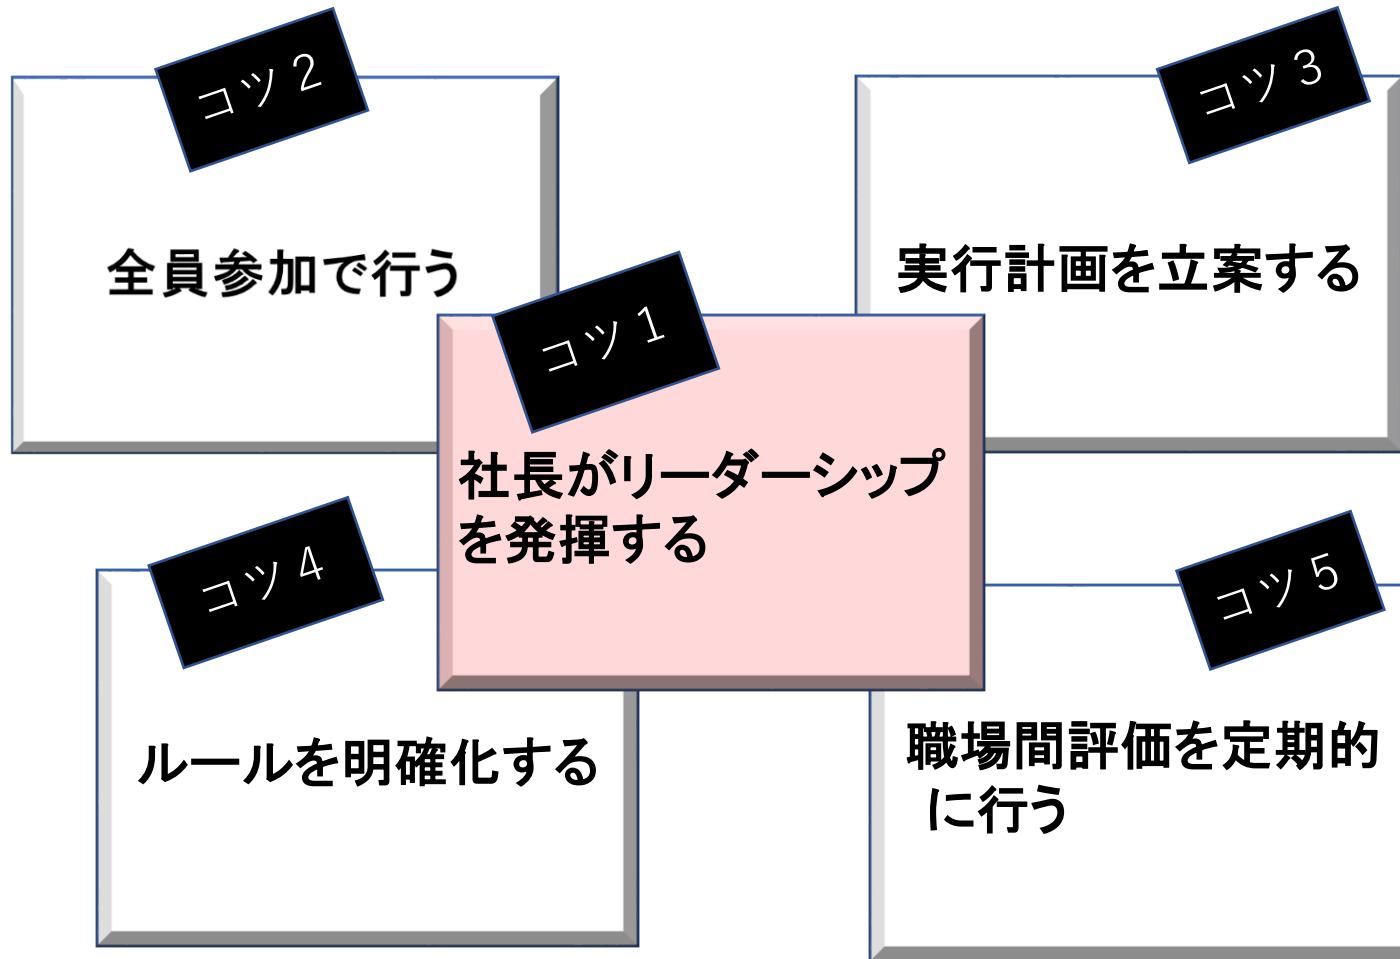 コツ２
全員参加で行う
コツ３
実行計画を立案する
コツ１
社長がリーダーシップ
を発揮する
コツ４
ルールを明確化する
コツ５
職場間評価を定期的
に行う